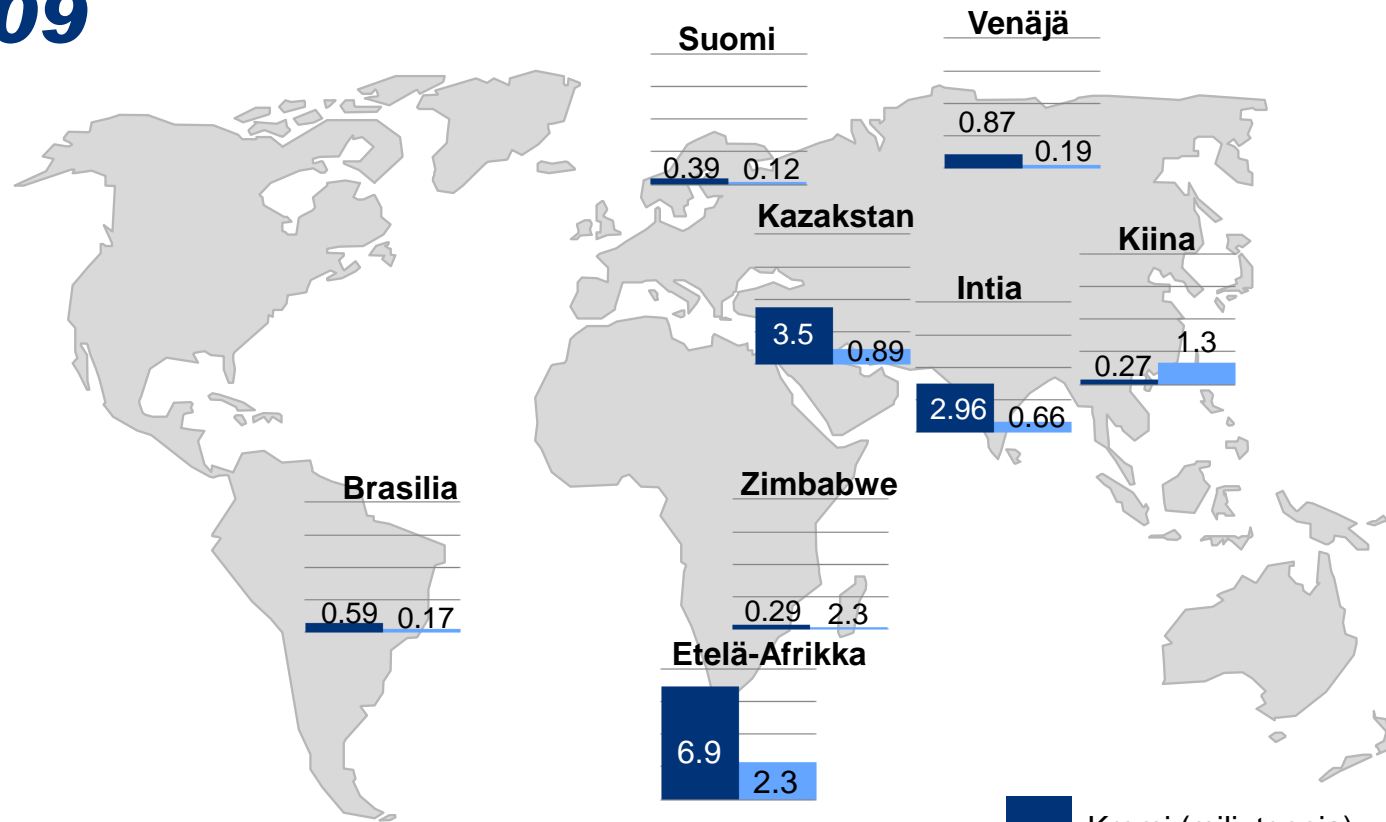 09
Suomi
0.39 0.12
Venäjä
0.87
0.19
Kazakstan
3.5
0.89
Intia
2.96
0.66
Kiina
0.27
1.3
Brasilia
0.59 0.17
Zimbabwe
0.29 2.3
Etelä-Afrikka
6.9
2.3